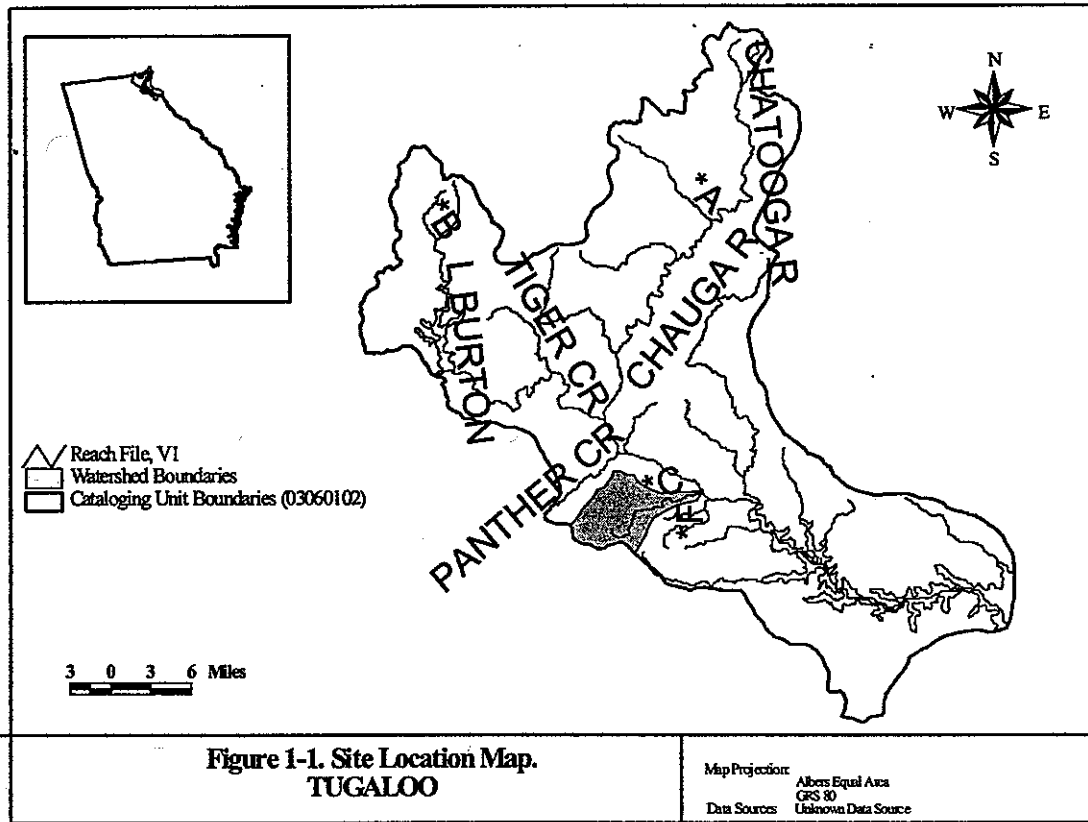 N
W E
S
CHATOOGA R
*A
*B
L BURTON
TIGER CR
CHAUGA R
PANTHER CR
*C
Reach File, V1
Watershed Boundaries
Cataloging Unit Boundaries (03060102)
3 0 3 6 Miles
Figure 1-1. Site Location Map.
TUGALOO
Map Projection:
Albers Equal Area
GRS 80
Data Sources Unknown Data Source